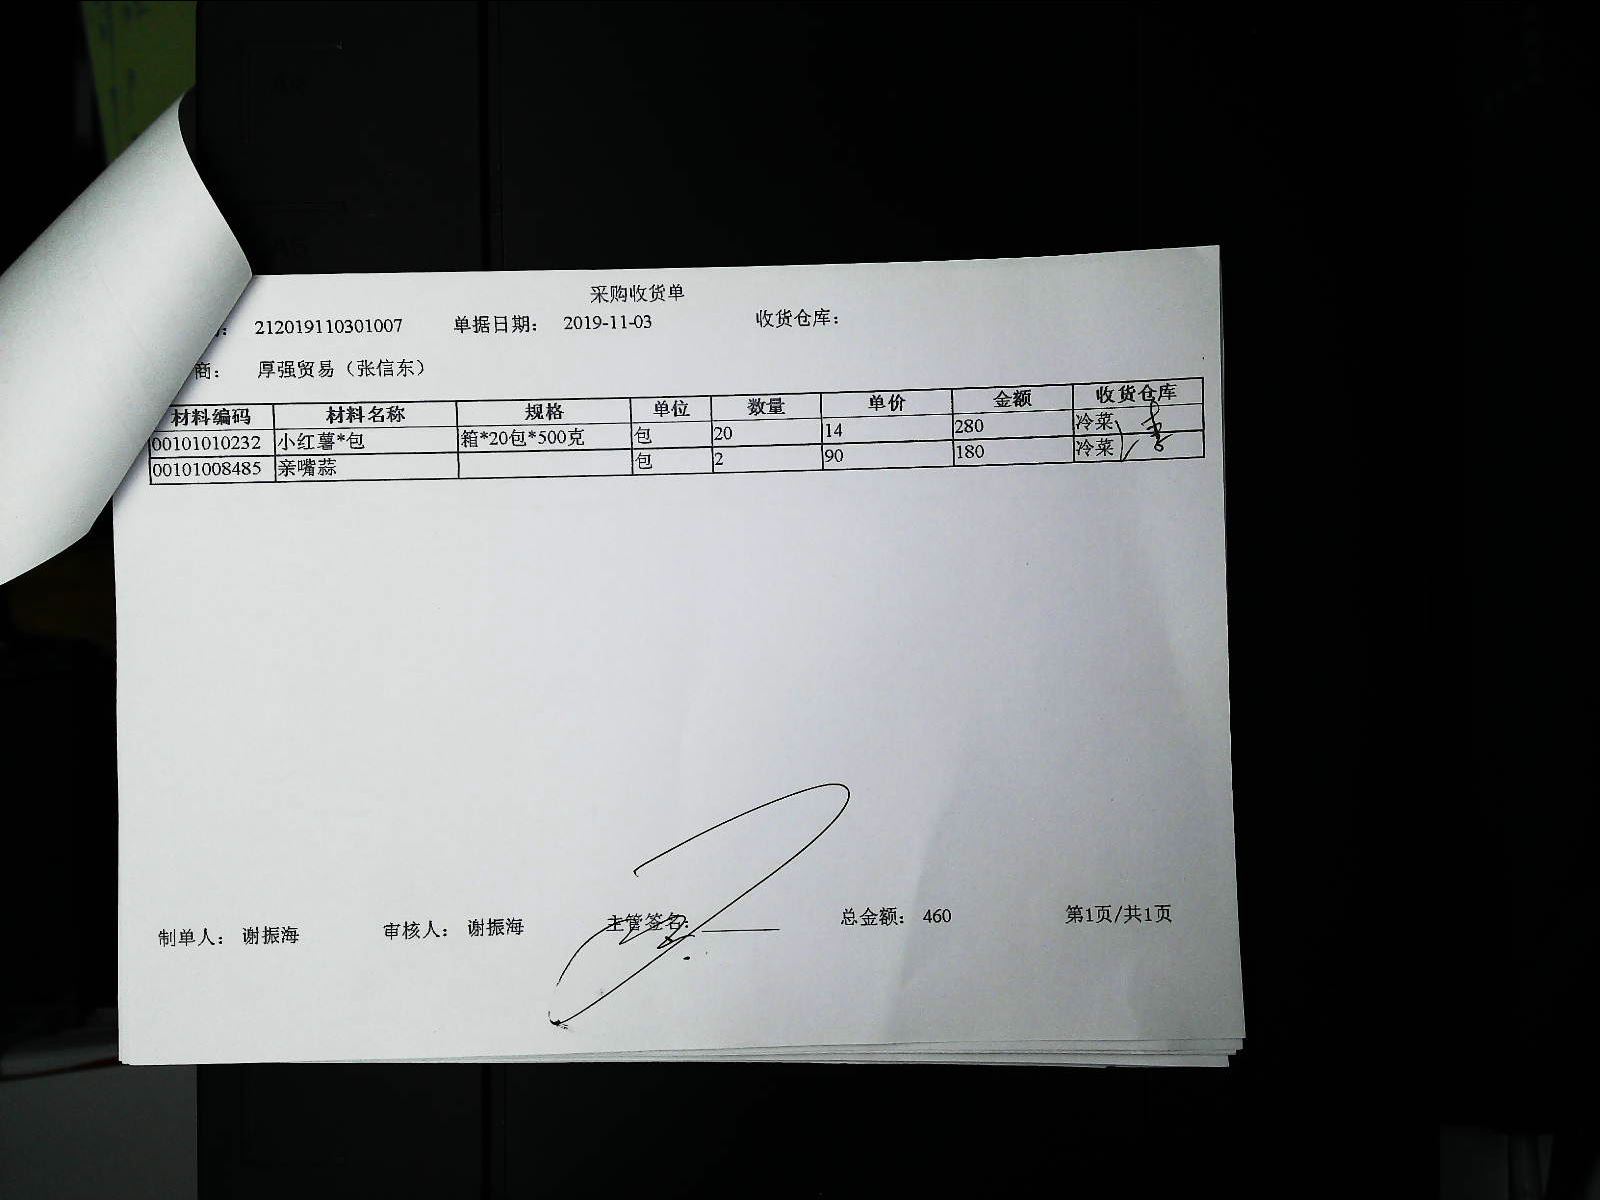 采购收货单
: 212019110301007 单据日期: 2019-11-03 收货仓库:
商: 厚强贸易（张信东）
材料编码 材料名称 规格 单位 数量 单价 金额 收货仓库
00101010232 小红薯*包 箱*20包*500克 包 20 14 280 冷菜
00101008485 亲嘴蒜 包 2 90 180 冷菜
制单人: 谢振海 审核人: 谢振海 主管签名: 总金额: 460 第1页/共1页